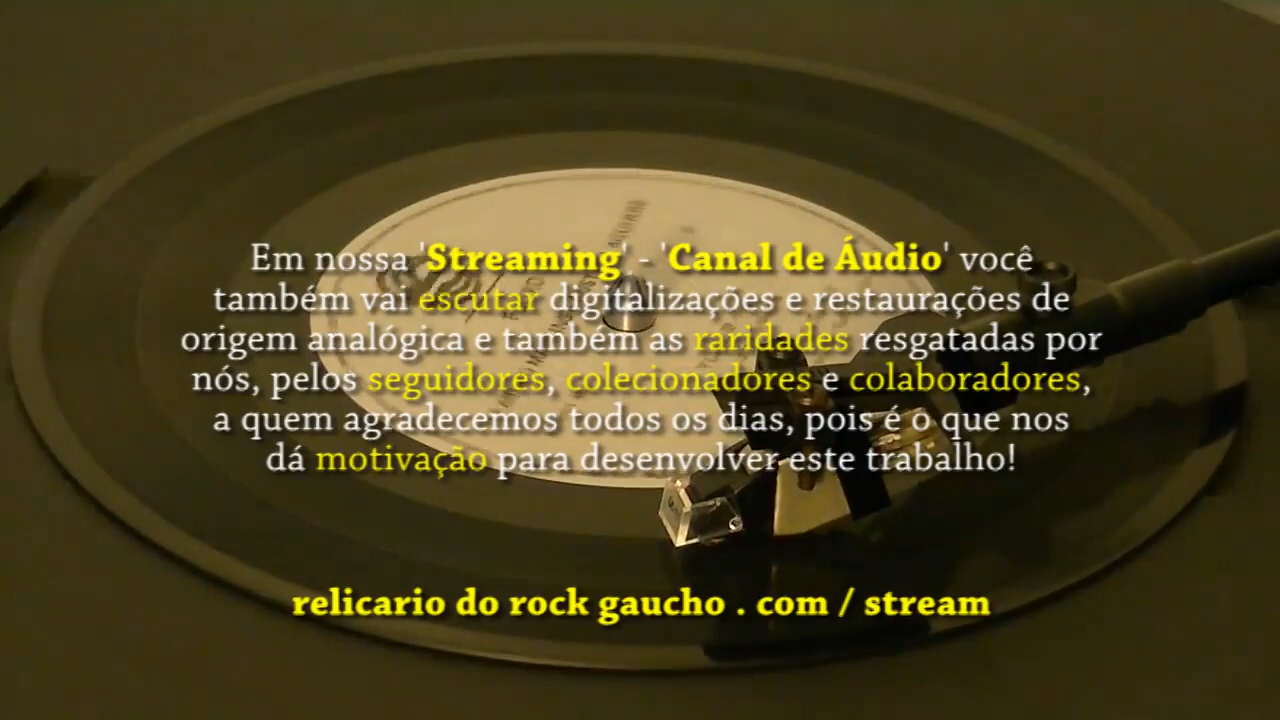 Em nossa 'Streaming' - 'Canal de Áudio' você
também vai escutar digitalizações e restaurações de
origem analógica e também as raridades resgatadas por
nós, pelos seguidores, colecionadores e colaboradores,
a quem agradecemos todos os dias, pois é o que nos
dá motivação para desenvolver este trabalho!
relicario do rock gaucho . com / stream